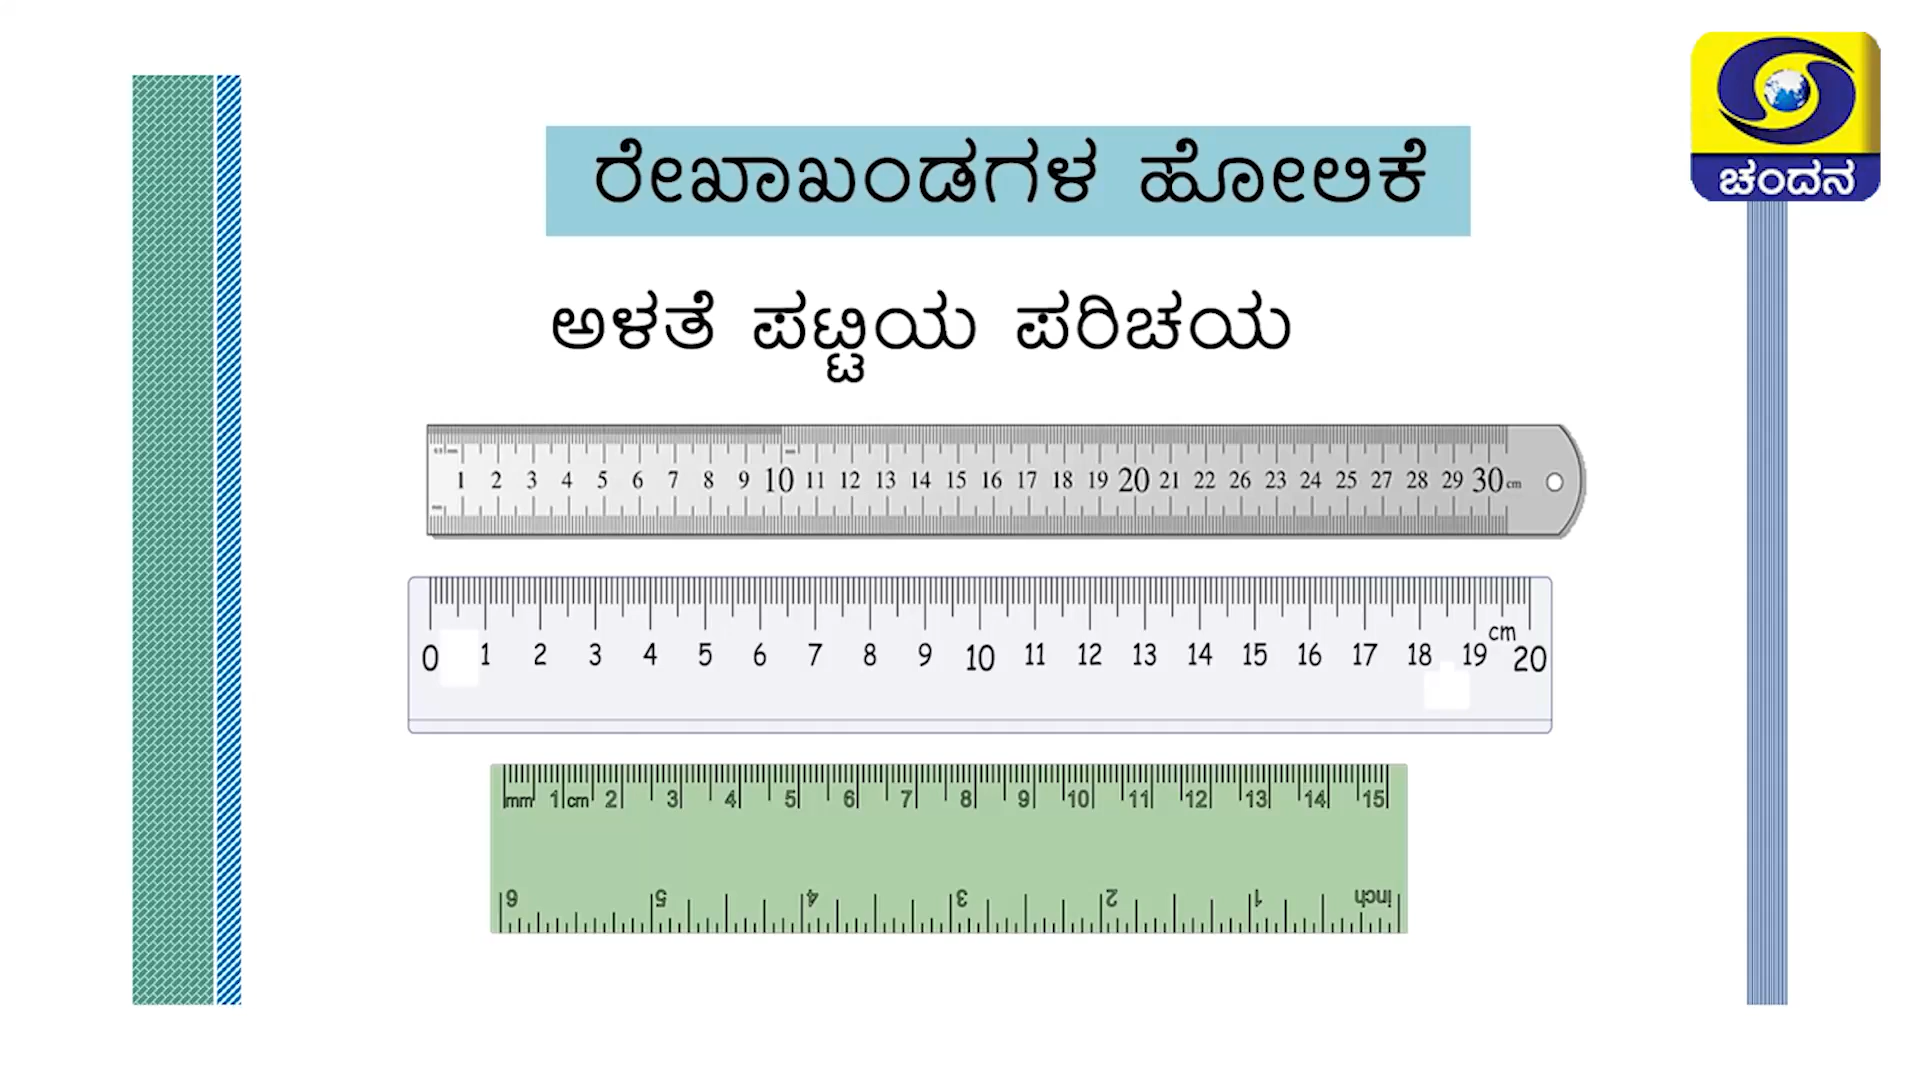 ಚಂದನ
ರೇಖಾಖಂಡಗಳ ಹೋಲಿಕೆ
ಅಳತೆ ಪಟ್ಟಿಯ ಪರಿಚಯ
1 2 3 4 5 6 7 8 9 10 11 12 13 14 15 16 17 18 19 20 21 22 26 23 24 25 27 28 29 30 cm
cm
0 1 2 3 4 5 6 7 8 9 10 11 12 13 14 15 16 17 18 19 20
mm 1 cm 2 3 4 5 6 7 8 9 10 11 12 13 14 15
6 5 4 3 2 1 inch